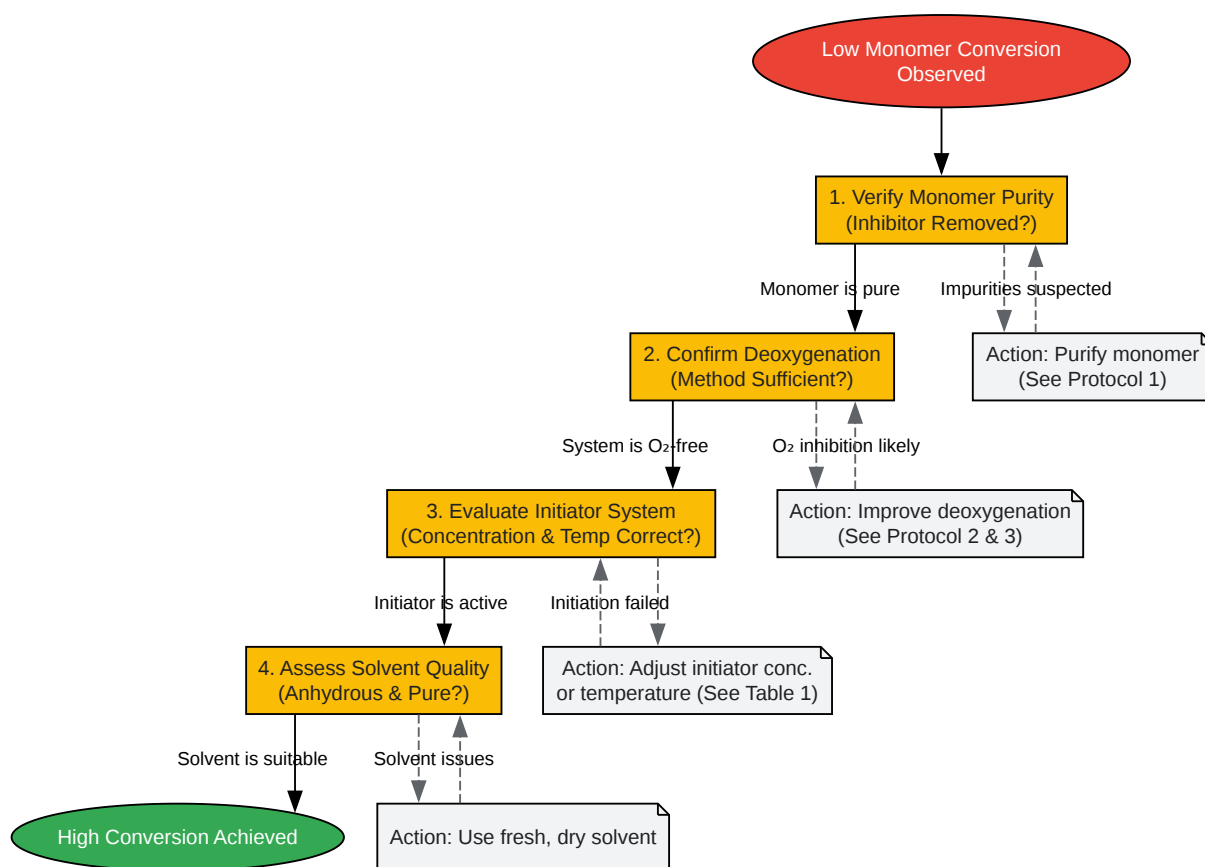 Low Monomer Conversion
Observed
1. Verify Monomer Purity
(Inhibitor Removed?)
Monomer is pure
Impurities suspected
2. Confirm Deoxygenation
(Method Sufficient?)
Action: Purify monomer
(See Protocol 1)
System is O₂-free
O₂ inhibition likely
3. Evaluate Initiator System
(Concentration & Temp Correct?)
Action: Improve deoxygenation
(See Protocol 2 & 3)
Initiator is active
Initiation failed
4. Assess Solvent Quality
(Anhydrous & Pure?)
Action: Adjust initiator conc.
or temperature (See Table 1)
Solvent is suitable
Solvent issues
High Conversion Achieved
Action: Use fresh, dry solvent